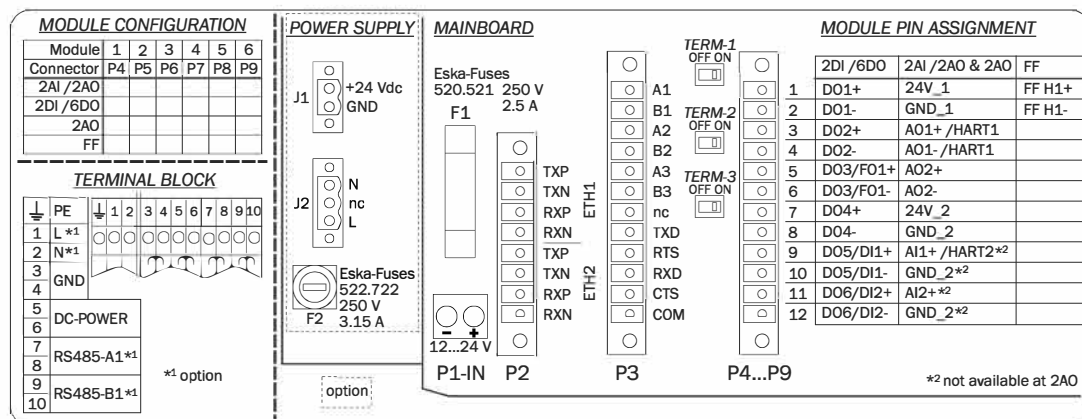 MODULE CONFIGURATION
Module 1 2 3 4 5 6
Connector P4 P5 P6 P7 P8 P9
2AI /2AO
2DI /6DO
2AO
FF
TERMINAL BLOCK
PE
1 L *1
2 N*1
3
4 GND
5
6 DC-POWER
7
8 RS485-A1*1
9
10 RS485-B1*1
1 2 3 4 5 6 7 8 9 10
*1 option
POWER SUPPLY
J1
+24 Vdc
GND
J2
N
nc
L
F2
Eska-Fuses
522.722
250 V
3.15 A
option
MAINBOARD
Eska-Fuses
520.521 250 V
2.5 A
F1
- +
12...24 V
P1-IN
TXP
TXN
RXP
RXN
ETH1
TXP
TXN
RXP
RXN
ETH2
P2
A1
B1
A2
B2
A3
B3
nc
TXD
RTS
RXD
CTS
COM
P3
TERM-1
OFF ON
TERM-2
OFF ON
TERM-3
OFF ON
P4...P9
MODULE PIN ASSIGNMENT
2DI /6DO 2AI /2AO & 2AO FF
1 DO1+ 24V_1 FF H1+
2 DO1- GND_1 FF H1-
3 DO2+ AO1+ /HART1
4 DO2- AO1- /HART1
5 DO3/FO1+ AO2+
6 DO3/FO1- AO2-
7 DO4+ 24V_2
8 DO4- GND_2
9 DO5/DI1+ AI1+ /HART2*2
10 DO5/DI1- GND_2*2
11 DO6/DI2+ AI2+*2
12 DO6/DI2- GND_2*2
*2 not available at 2AO